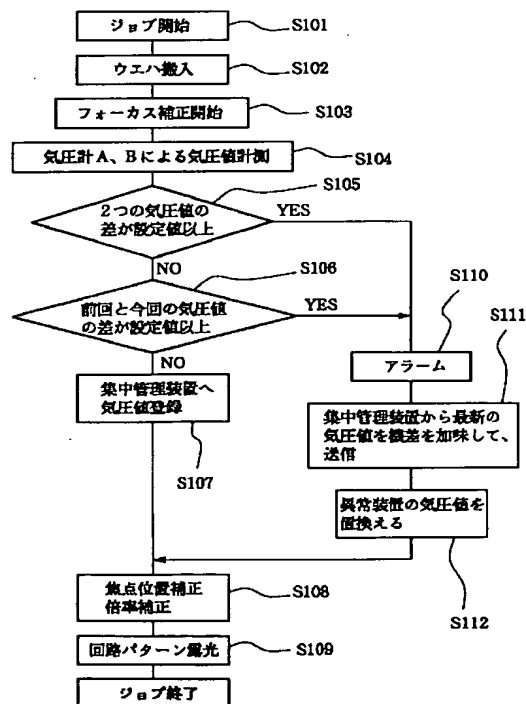 ジョブ開始
S101
ウエハ搬入
S102
フォーカス補正開始
S103
気圧計A、Bによる気圧値計測
S104
S105
2つの気圧値の
差が設定値以上
YES
NO
S106
前回と今回の気圧値
の差が設定値以上
YES
NO
S110
アラーム
S111
集中管理装置へ
気圧値登録
S107
集中管理装置から最新の
気圧値を機差を加味して、
送信
異常装置の気圧値を
置換える
S112
焦点位置補正
倍率補正
S108
回路パターン露光
S109
ジョブ終了